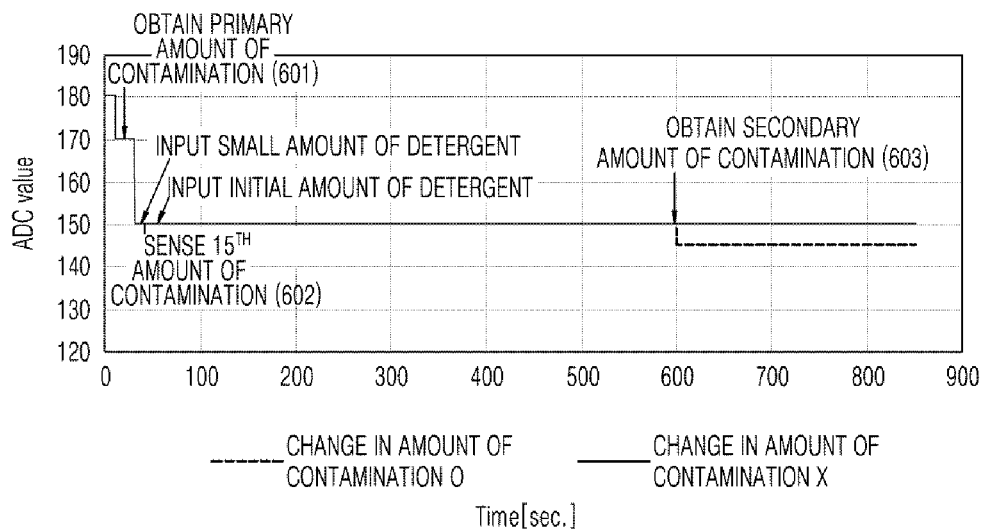 OBTAIN PRIMARY
AMOUNT OF
CONTAMINATION (601)
190
180
170
160
150
140
130
120
ADC value
INPUT SMALL AMOUNT OF DETERGENT
INPUT INITIAL AMOUNT OF DETERGENT
SENSE 15TH
AMOUNT OF
CONTAMINATION (602)
OBTAIN SECONDARY
AMOUNT OF CONTAMINATION (603)
0 100 200 300 400 500 600 700 800 900
CHANGE IN AMOUNT OF
CONTAMINATION O
CHANGE IN AMOUNT OF
CONTAMINATION X
Time[sec.]